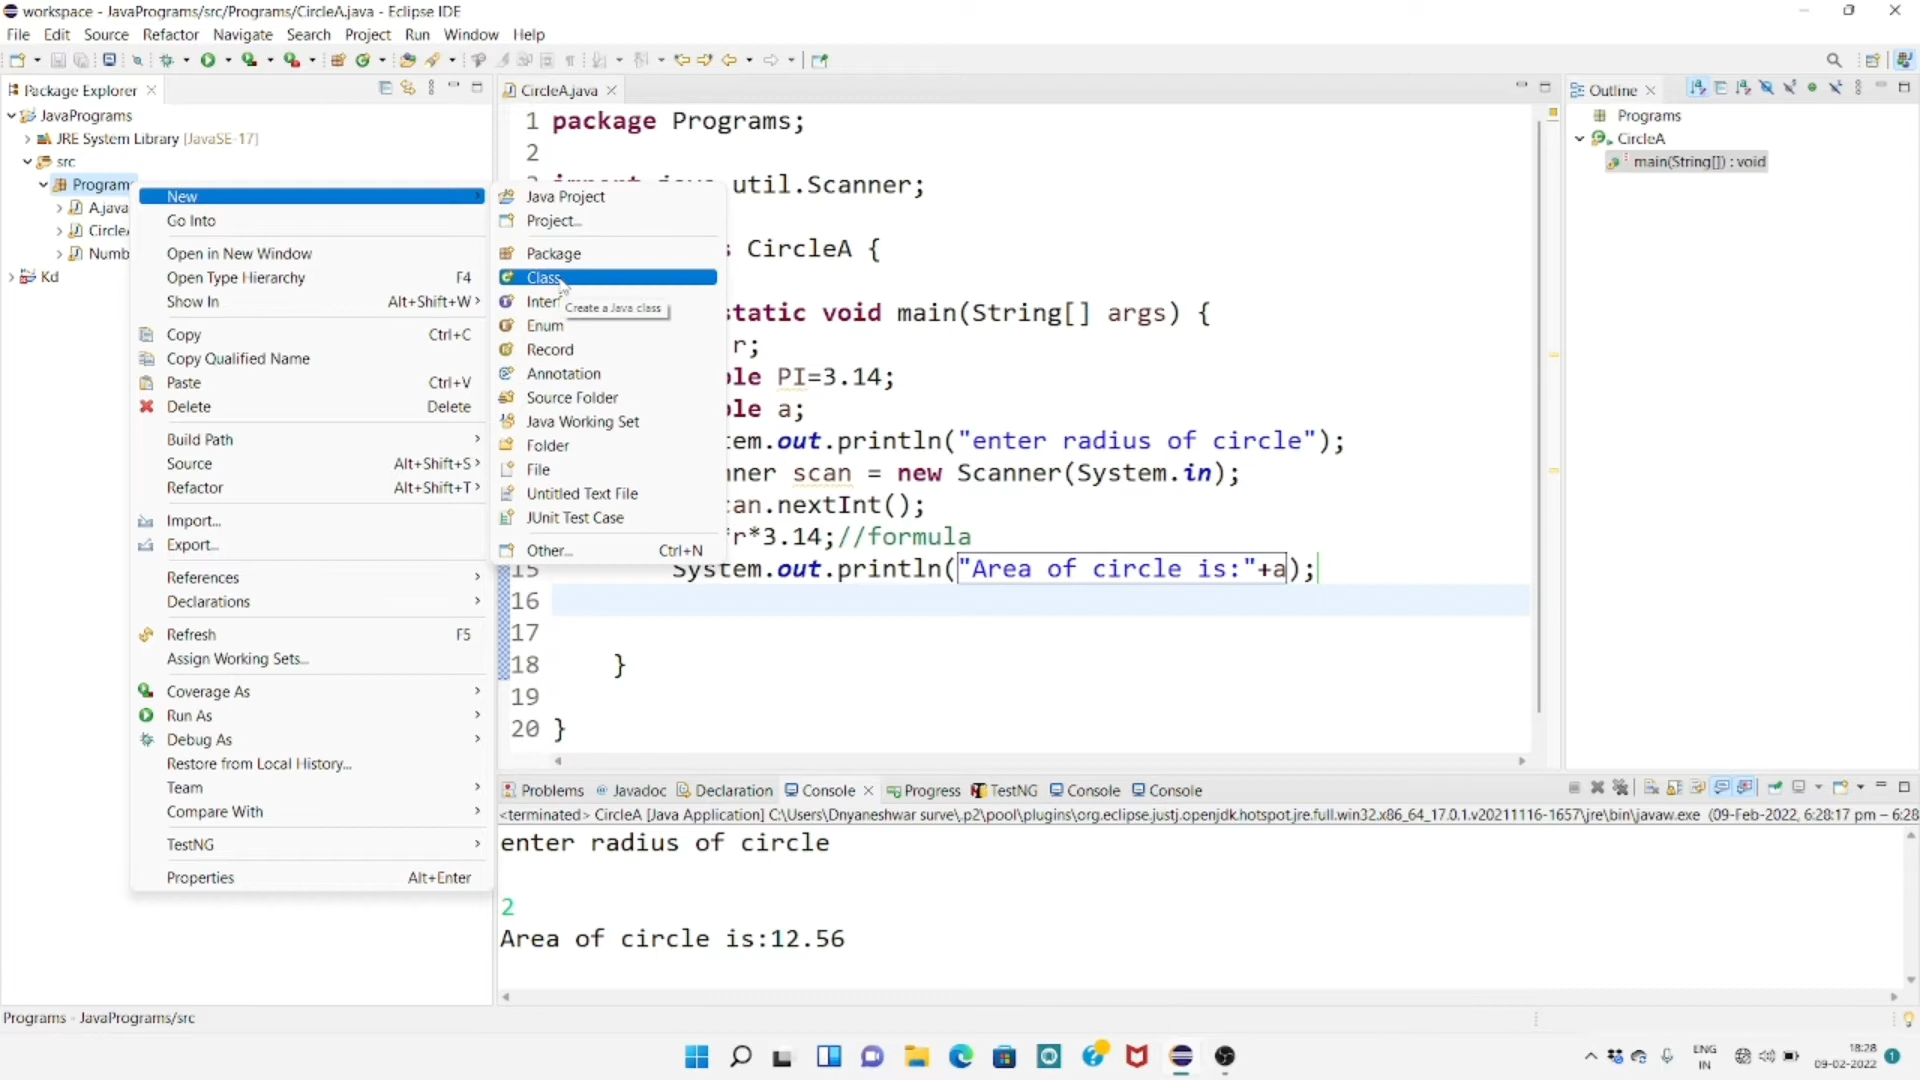 workspace - JavaPrograms/src/Programs/CircleA.java - Eclipse IDE
File Edit Search Source Refactor Navigate Search Project Run Window Help
Package Explorer
JavaPrograms
JRE System Library [JavaSE-17]
src
Program
A.java
Circle
Numb
Kd
New
Go Into
Open in New Window
Open Type Hierarchy F4
Show In Alt+Shift+W
Copy Ctrl+C
Copy Qualified Name
Paste Ctrl+V
Delete Delete
Build Path
Source Alt+Shift+S
Refactor Alt+Shift+T
Import...
Export...
References
Declarations
Refresh F5
Assign Working Sets...
Coverage As
Run As
Debug As
Restore from Local History...
Team
Compare With
TestNG
Properties Alt+Enter
Java Project
Project...
Package
Class
Inter
Create a Java class
Enum
Record
Annotation
Source Folder
Java Working Set
Folder
File
Untitled Text File
JUnit Test Case
Other... Ctrl+N
CircleA.java
1 package Programs;
2
util.Scanner;
CircleA {
static void main(String[] args) {
r;
ble PI=3.14;
ble a;
tem.out.println("enter radius of circle");
nner scan = new Scanner(System.in);
can.nextInt();
*r*3.14;//formula
15 System.out.println("Area of circle is:"+a);
16
17
18 }
19
20 }
Outline
Programs
CircleA
main(String[]) : void
Problems Javadoc Declaration Console Progress TestNG Console Console
<terminated> CircleA [Java Application] C:\Users\Dnyaneshwar surve\.p2\pool\plugins\org.eclipse.justj.openjdk.hotspot.jre.full.win32.x86_64_17.0.1.v20211116-1657\jre\bin\javaw.exe (09-Feb-2022, 6:28:17 pm – 6:28
enter radius of circle
2
Area of circle is:12.56
Programs - JavaPrograms/src
ENG
IN
18:28
09-02-2022
1